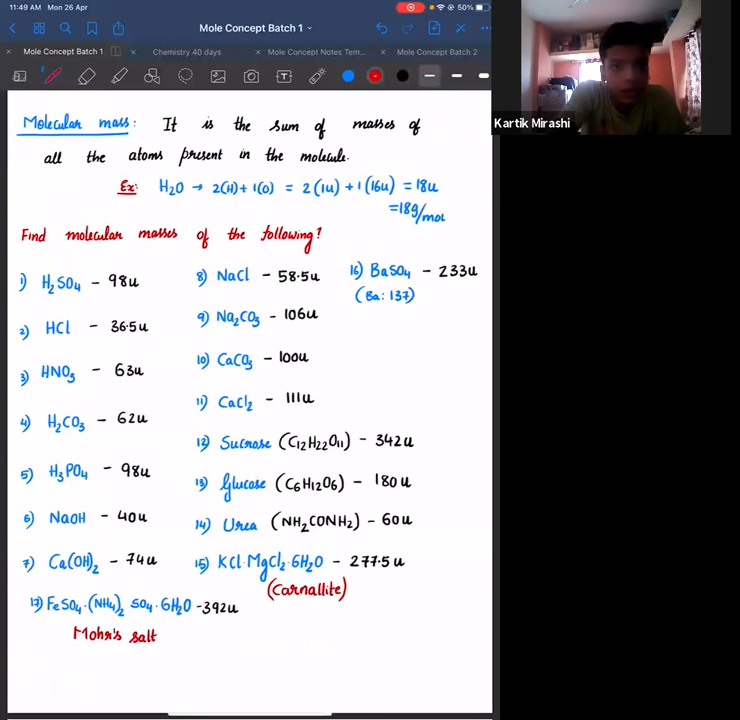 11:49 AM Mon 26 Apr
50%
Mole Concept Batch 1
Mole Concept Batch 1
Chemistry 40 days
Mole Concept Notes Tem...
Mole Concept Batch 2
Kartik Mirashi
Molecular mass: It is the sum of masses of
all the atoms present in the molecule.
Ex: H2O → 2(H) + 1(O) = 2(1u) + 1(16u) = 18u
= 18g/mol
Find molecular masses of the following?
1) H2SO4 - 98u
2) HCl - 36.5u
3) HNO3 - 63u
4) H2CO3 - 62u
5) H3PO4 - 98u
6) NaOH - 40u
7) Ca(OH)2 - 74u
8) NaCl - 58.5u
9) Na2CO3 - 106u
10) CaCO3 - 100u
11) CaCl2 - 111u
12) Sucrose (C12H22O11) - 342u
13) Glucose (C6H12O6) - 180u
14) Urea (NH2CONH2) - 60u
15) KCl·MgCl2·6H2O - 277.5u
(Carnallite)
16) BaSO4 - 233u
(Ba: 137)
17) FeSO4·(NH4)2 SO4·6H2O - 392u
Mohr's salt